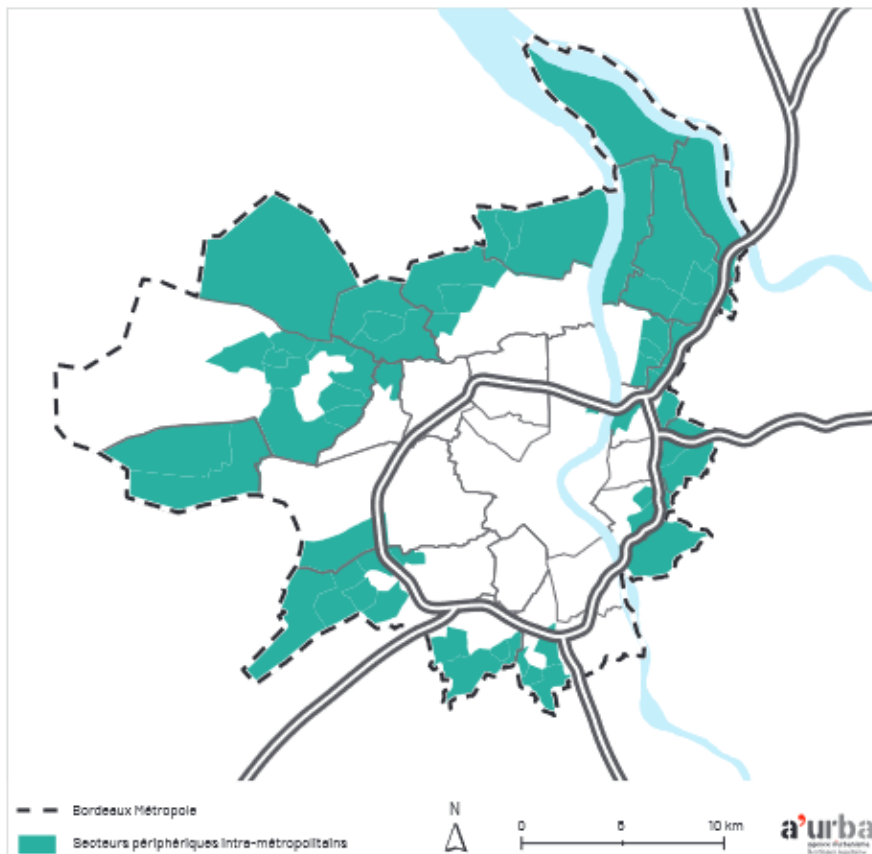 Bordeaux Métropole
Secteurs périphériques intra-métropolitains
N
0 5 10 km
a'urba